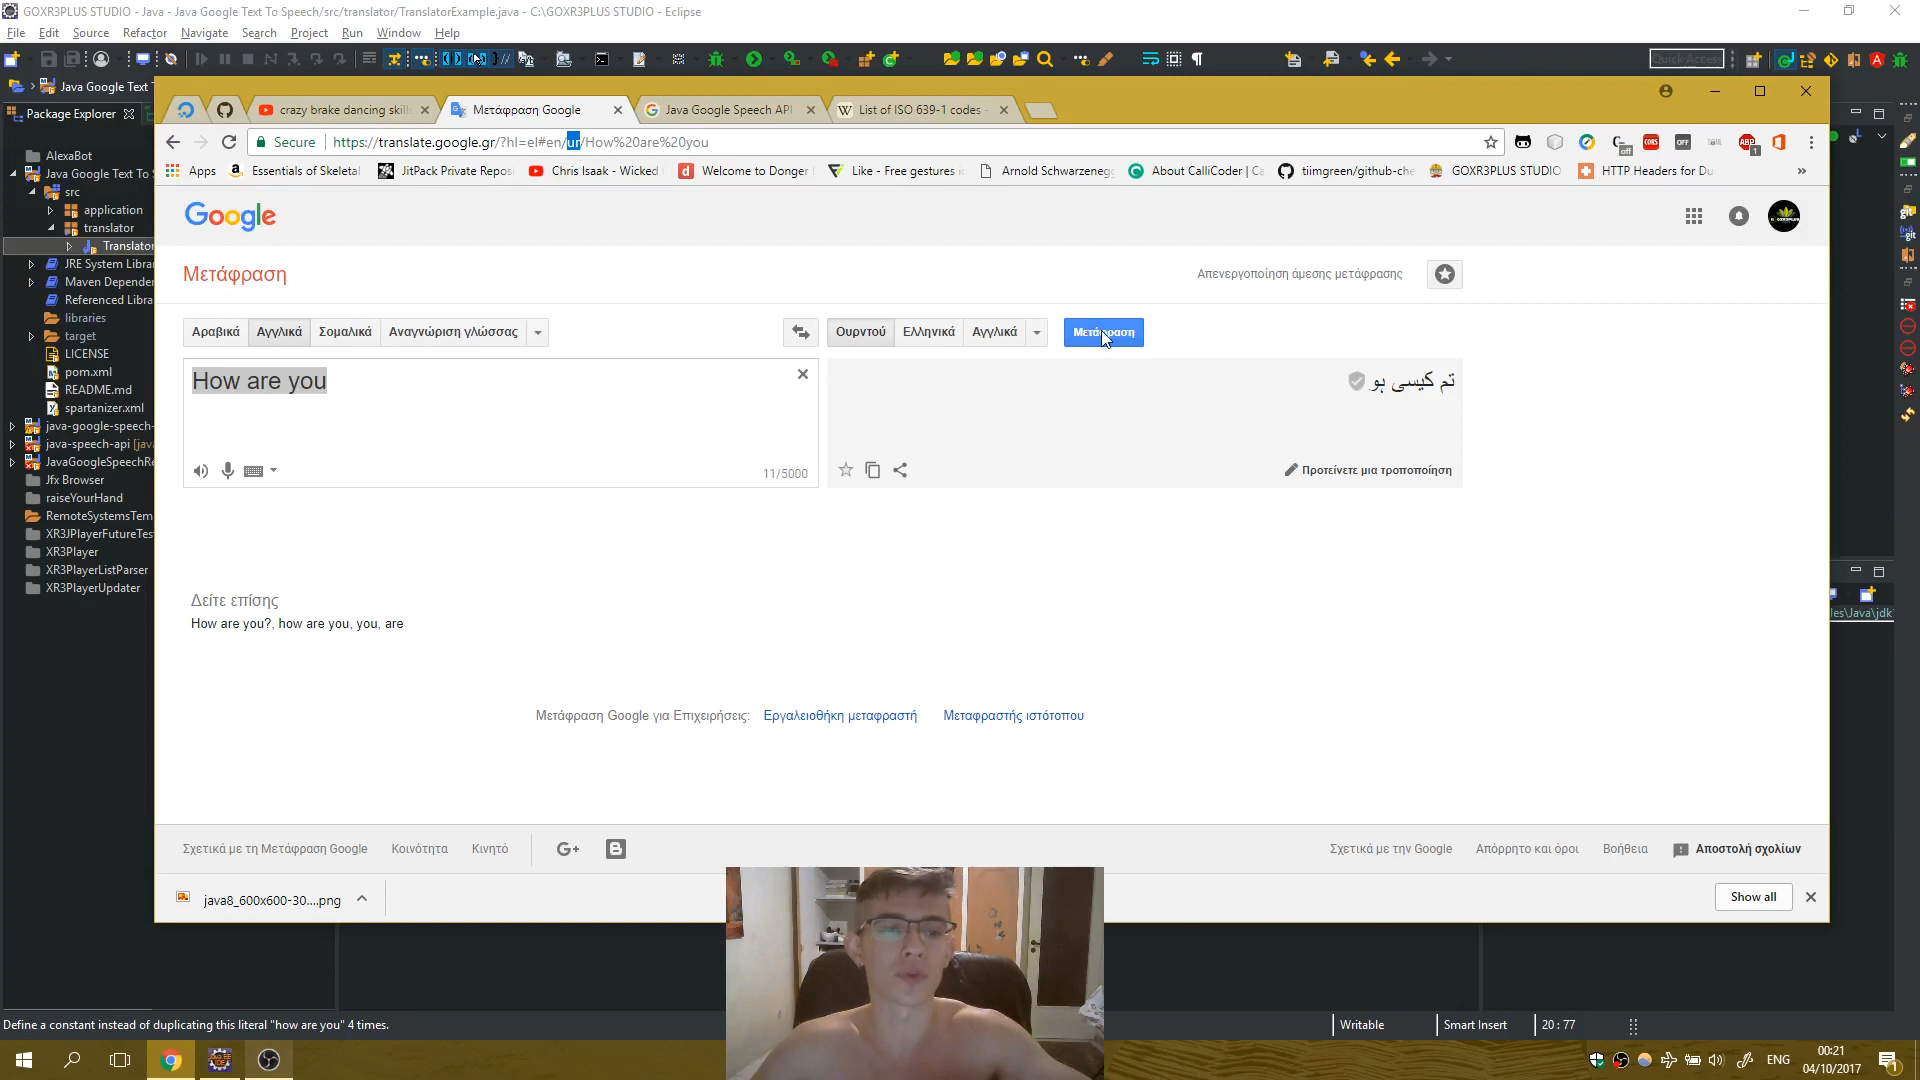 GOXR3PLUS STUDIO - Java - Java Google Text To Speech/src/translator/TranslatorExample.java - C:\GOXR3PLUS STUDIO - Eclipse
File Edit Source Refactor Navigate Search Project Run Window Help
Quick Access
Java Google Text
Package Explorer
crazy brake dancing skill
Μετάφραση Google
Java Google Speech API
List of ISO 639-1 codes -
Secure
https://translate.google.gr/?hl=el#en/ur/How%20are%20you
Apps
Essentials of Skeletal
JitPack Private Repos
Chris Isaak - Wicked
Welcome to Donger
Like - Free gestures
Arnold Schwarzeneg
About CalliCoder | Ca
tiimgreen/github-che
GOXR3PLUS STUDIO
HTTP Headers for Du
AlexaBot
Java Google Text To S
src
application
translator
Translator
JRE System Libra
Maven Depender
Referenced Libra
libraries
target
LICENSE
pom.xml
README.md
spartanizer.xml
java-google-speech-
java-speech-api [java
JavaGoogleSpeechRe
Jfx Browser
raiseYourHand
RemoteSystemsTem
XR3JPlayerFutureTes
XR3Player
XR3PlayerListParser
XR3PlayerUpdater
Google
Μετάφραση
Απενεργοποίηση άμεσης μετάφρασης
Αραβικά Αγγλικά Σομαλικά Αναγνώριση γλώσσας
Ουρντού Ελληνικά Αγγλικά
Μετάφραση
How are you
تم کیسی ہو
11/5000
Προτείνετε μια τροποποίηση
Δείτε επίσης
How are you?, how are you, you, are
Μετάφραση Google για Επιχειρήσεις: Εργαλειοθήκη μεταφραστή Μεταφραστής ιστότοπου
les\Java\jdk
Σχετικά με τη Μετάφραση Google Κοινότητα Κινητό G+
Σχετικά με την Google Απόρρητο και όροι Βοήθεια Αποστολή σχολίων
java8_600x600-30....png
Show all
Define a constant instead of duplicating this literal "how are you" 4 times.
Writable
Smart Insert
20 : 77
ENG
00:21
04/10/2017